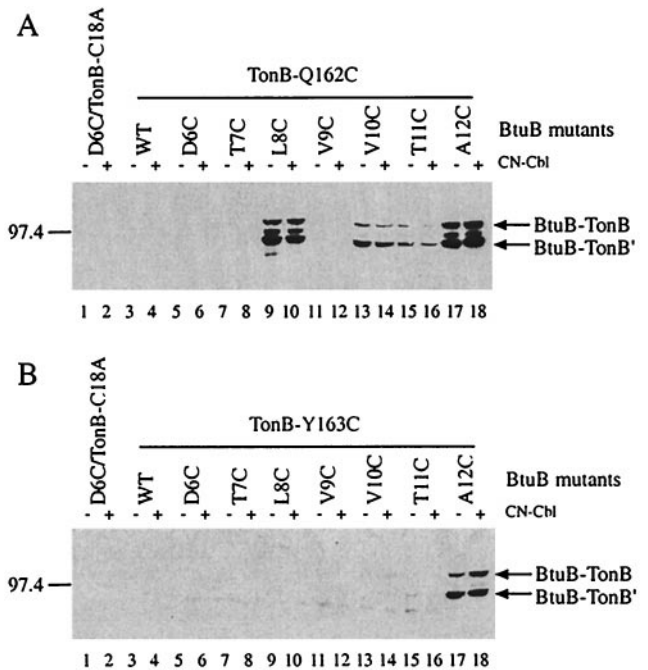 A
D6C/TonB-C18A
TonB-Q162C
WT D6C T7C L8C V9C V10C T11C A12C
BtuB mutants
- + - + - + - + - + - + - + - + - + CN-Cbl
97.4
BtuB-TonB
BtuB-TonB'
1 2 3 4 5 6 7 8 9 10 11 12 13 14 15 16 17 18
B
D6C/TonB-C18A
TonB-Y163C
WT D6C T7C L8C V9C V10C T11C A12C
BtuB mutants
- + - + - + - + - + - + - + - + - + CN-Cbl
97.4
BtuB-TonB
BtuB-TonB'
1 2 3 4 5 6 7 8 9 10 11 12 13 14 15 16 17 18